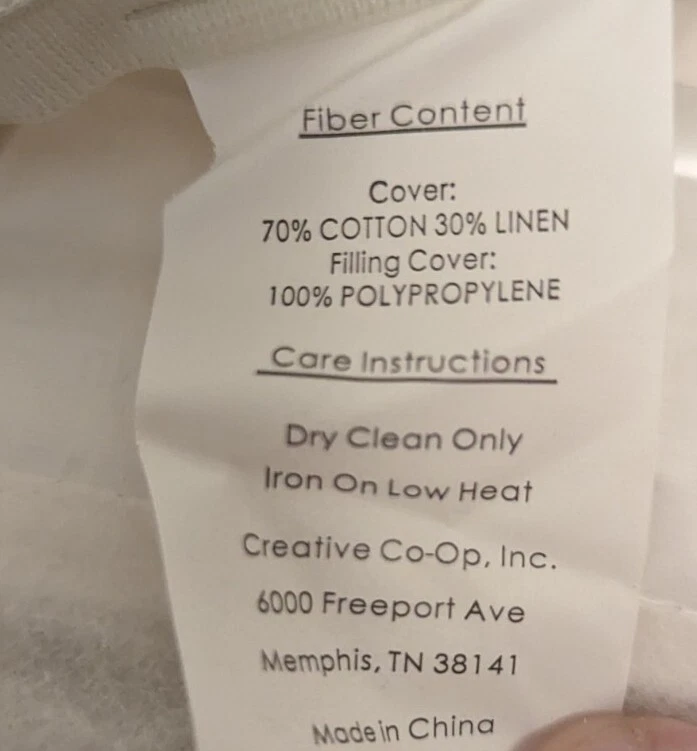 Fiber Content
Cover:
70% COTTON 30% LINEN
Filling Cover:
100% POLYPROPYLENE
Care Instructions
Dry Clean Only
Iron On Low Heat
Creative Co-Op, Inc.
6000 Freeport Ave
Memphis, TN 38141
Made in China